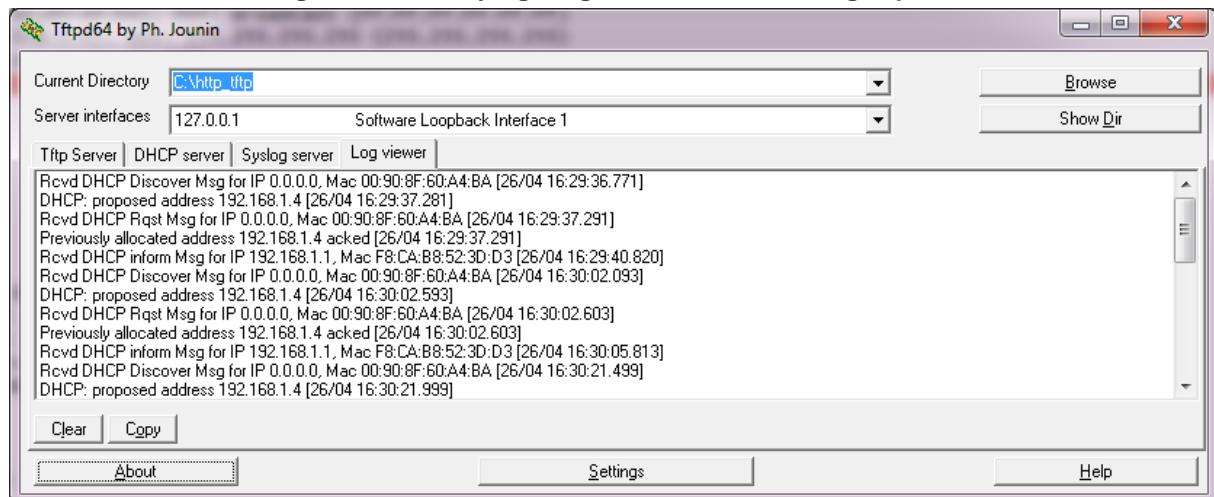 Tftpd64 by Ph. Jounin
Current Directory C:\http_tftp Browse
Server interfaces 127.0.0.1 Software Loopback Interface 1 Show Dir
Tftp Server DHCP server Syslog server Log viewer
Rcvd DHCP Discover Msg for IP 0.0.0.0, Mac 00:90:8F:60:A4:BA [26/04 16:29:36.771]
DHCP: proposed address 192.168.1.4 [26/04 16:29:37.281]
Rcvd DHCP Rqst Msg for IP 0.0.0.0, Mac 00:90:8F:60:A4:BA [26/04 16:29:37.291]
Previously allocated address 192.168.1.4 acked [26/04 16:29:37.291]
Rcvd DHCP inform Msg for IP 192.168.1.1, Mac F8:CA:B8:52:3D:D3 [26/04 16:29:40.820]
Rcvd DHCP Discover Msg for IP 0.0.0.0, Mac 00:90:8F:60:A4:BA [26/04 16:30:02.093]
DHCP: proposed address 192.168.1.4 [26/04 16:30:02.593]
Rcvd DHCP Rqst Msg for IP 0.0.0.0, Mac 00:90:8F:60:A4:BA [26/04 16:30:02.603]
Previously allocated address 192.168.1.4 acked [26/04 16:30:02.603]
Rcvd DHCP inform Msg for IP 192.168.1.1, Mac F8:CA:B8:52:3D:D3 [26/04 16:30:05.813]
Rcvd DHCP Discover Msg for IP 0.0.0.0, Mac 00:90:8F:60:A4:BA [26/04 16:30:21.499]
DHCP: proposed address 192.168.1.4 [26/04 16:30:21.999]
Clear Copy
About Settings Help